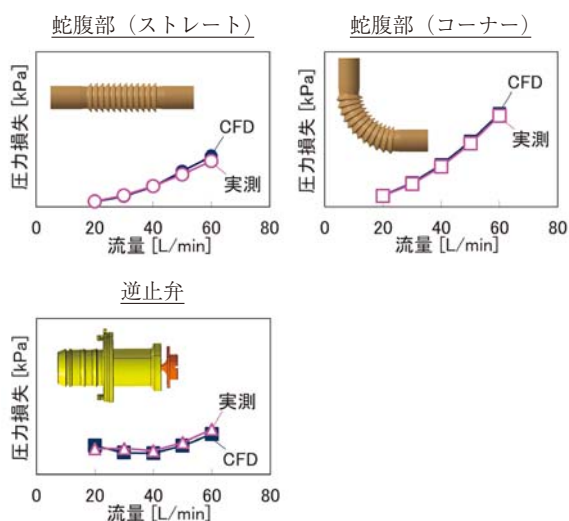 蛇腹部（ストレート）
圧力損失 [kPa]
CFD
実測
0 20 40 60 80
流量 [L/min]
蛇腹部（コーナー）
圧力損失 [kPa]
CFD
実測
0 20 40 60 80
流量 [L/min]
逆止弁
圧力損失 [kPa]
実測
CFD
0 20 40 60 80
流量 [L/min]